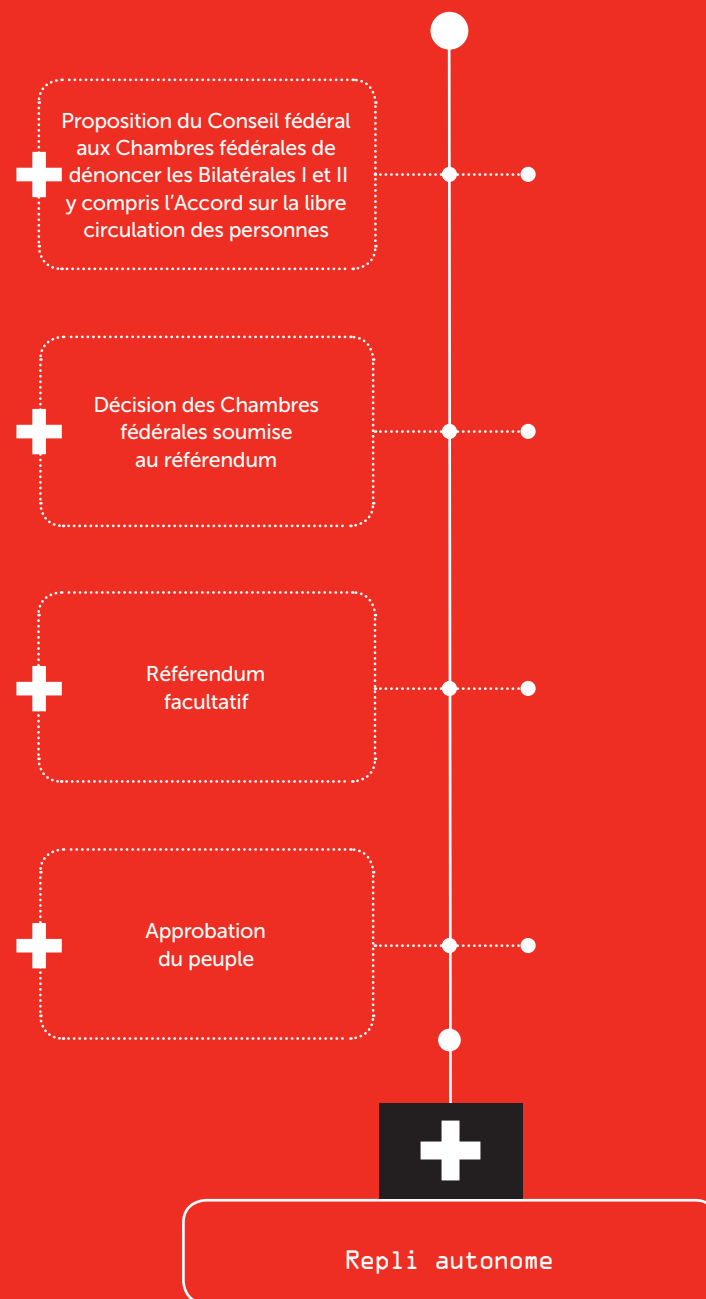 Proposition du Conseil fédéral
aux Chambres fédérales de
dénoncer les Bilatérales I et II
y compris l’Accord sur la libre
circulation des personnes
Décision des Chambres
fédérales soumise
au référendum
Référendum
facultatif
Approbation
du peuple
Repli autonome